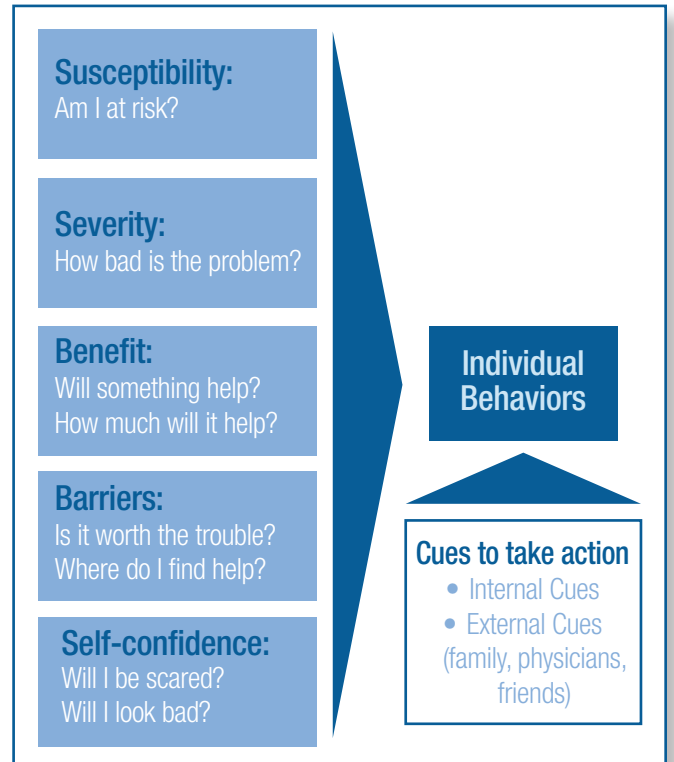 Susceptibility:
Am I at risk?
Severity:
How bad is the problem?
Benefit:
Will something help?
How much will it help?
Barriers:
Is it worth the trouble?
Where do I find help?
Self-confidence:
Will I be scared?
Will I look bad?
Individual
Behaviors
Cues to take action
• Internal Cues
• External Cues
(family, physicians,
friends)